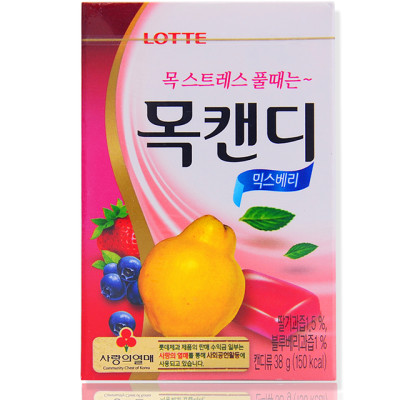 LOTTE
목 스트레스 풀때는~
목캔디
믹스베리
딸기과즙1.5 %,
블루베리과즙1 %
캔디류 38 g (150 kcal)
사랑의열매
Community Chest of Korea
롯데제과 제품의 판매 수익금 일부는
사랑의 열매를 통해 사회공헌활동에
사용되고 있습니다.